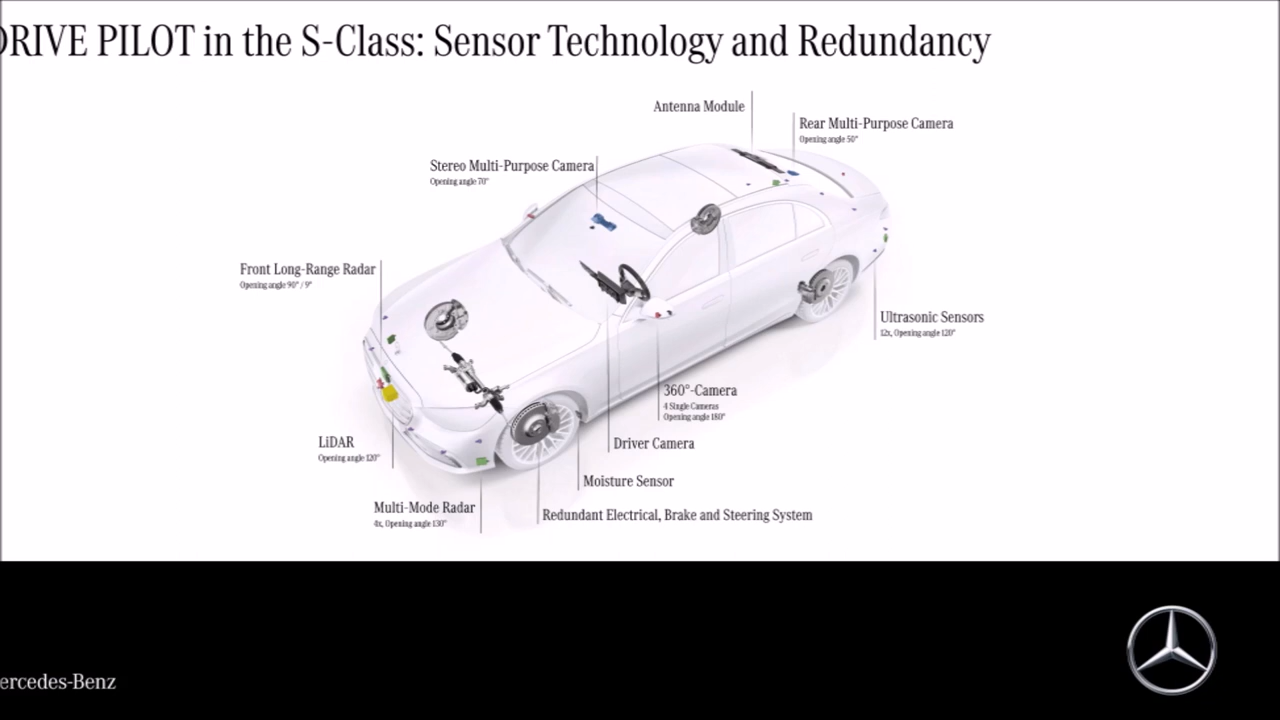 DRIVE PILOT in the S-Class: Sensor Technology and Redundancy
Antenna Module
Rear Multi-Purpose Camera
Opening angle 50°
Stereo Multi-Purpose Camera
Opening angle 70°
Front Long-Range Radar
Opening angle 90° / 9°
Ultrasonic Sensors
12x, Opening angle 120°
360°-Camera
4 Single Cameras
Opening angle 180°
LiDAR
Opening angle 120°
Driver Camera
Moisture Sensor
Multi-Mode Radar
4x, Opening angle 130°
Redundant Electrical, Brake and Steering System
ercedes-Benz